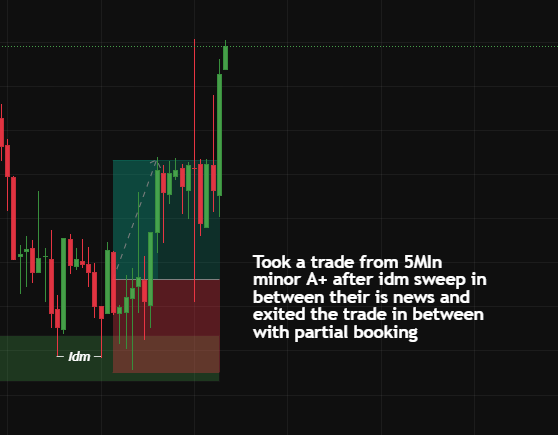 Took a trade from 5MIn
minor A+ after idm sweep in
between their is news and
exited the trade in between
with partial booking
Idm